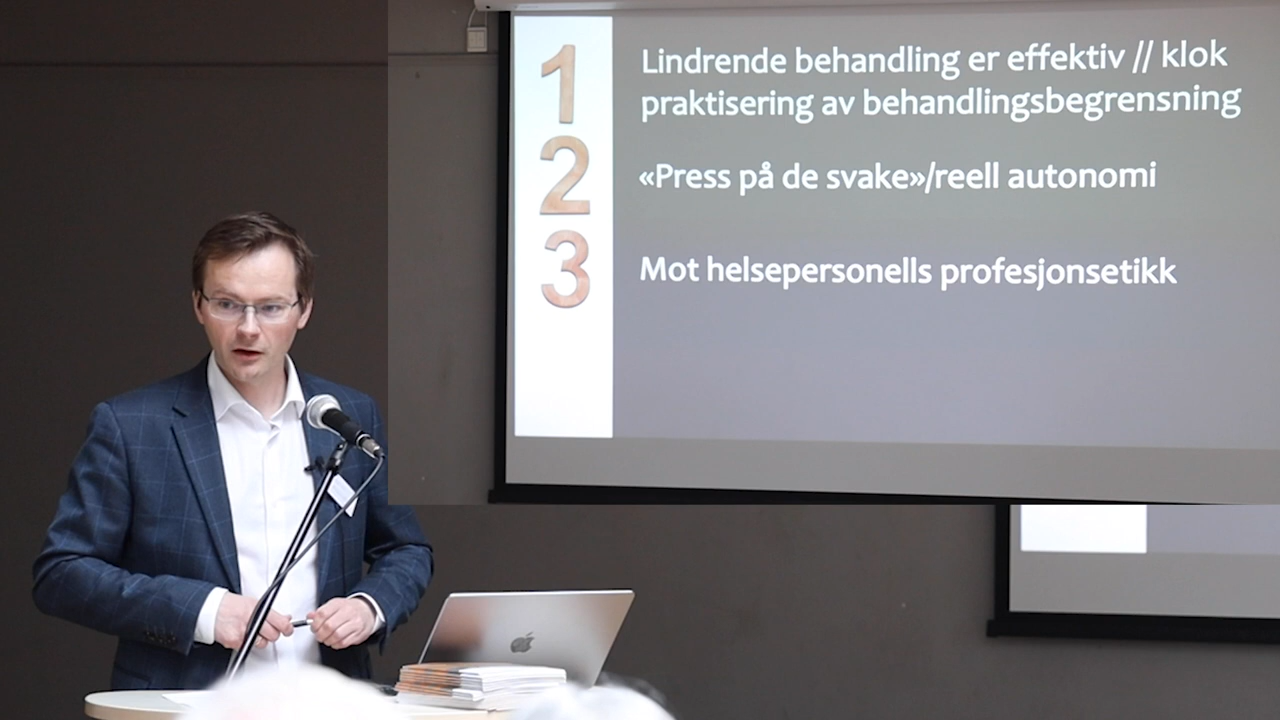 1
Lindrende behandling er effektiv // klok
praktisering av behandlingsbegrensning
2
«Press på de svake»/reell autonomi
3
Mot helsepersonells profesjonsetikk